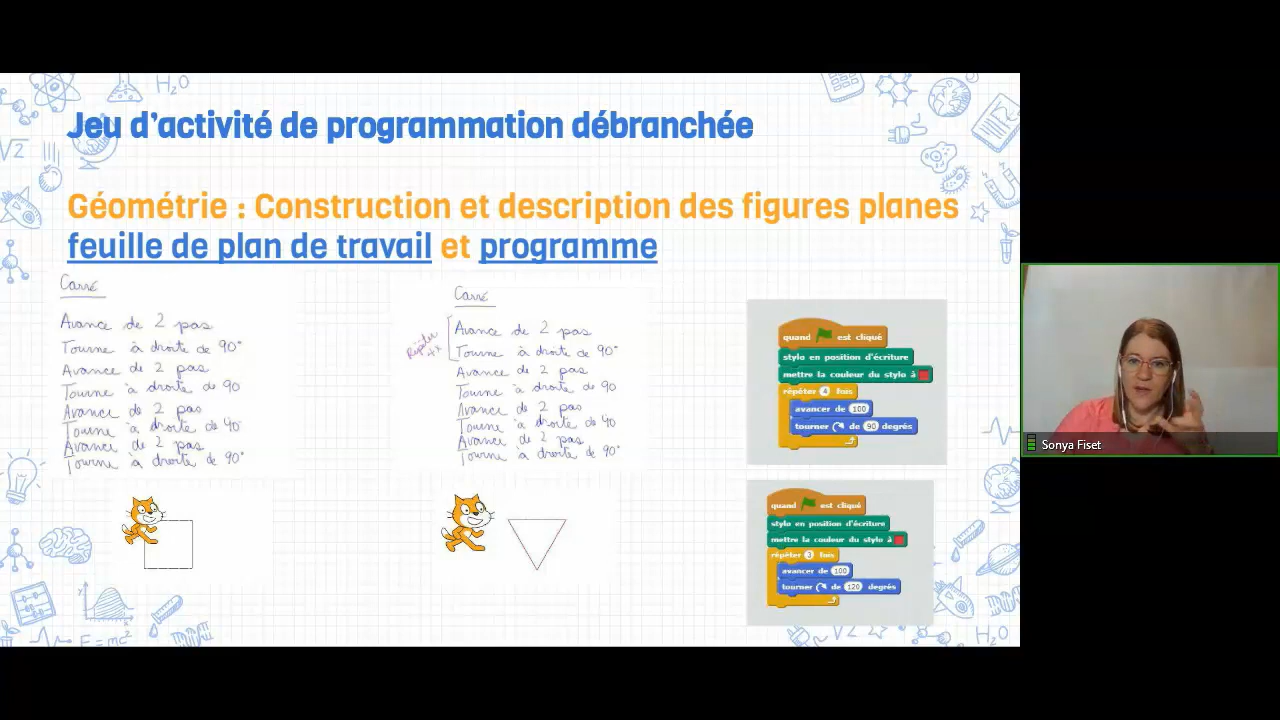 Jeu d'activité de programmation débranchée
Géométrie : Construction et description des figures planes
feuille de plan de travail et programme
Carré
Avance de 2 pas
Tourne à droite de 90°
Avance de 2 pas
Tourne à droite de 90
Avance de 2 pas
Tourne à droite de 90
Avance de 2 pas
Tourne à droite de 90°
Carré
Répéter 4x
Avance de 2 pas
Tourne à droite de 90°
Avance de 2 pas
Tourne à droite de 90
Avance de 2 pas
Tourne à droite de 90
Avance de 2 pas
Tourne à droite de 90°
quand est cliqué
stylo en position d'écriture
mettre la couleur du stylo à
répéter 4 fois
avancer de 100
tourner de 90 degrés
quand est cliqué
stylo en position d'écriture
mettre la couleur du stylo à
répéter 3 fois
avancer de 100
tourner de 120 degrés
Sonya Fiset
H₂O
√2
E=mc²
√2
H₂O